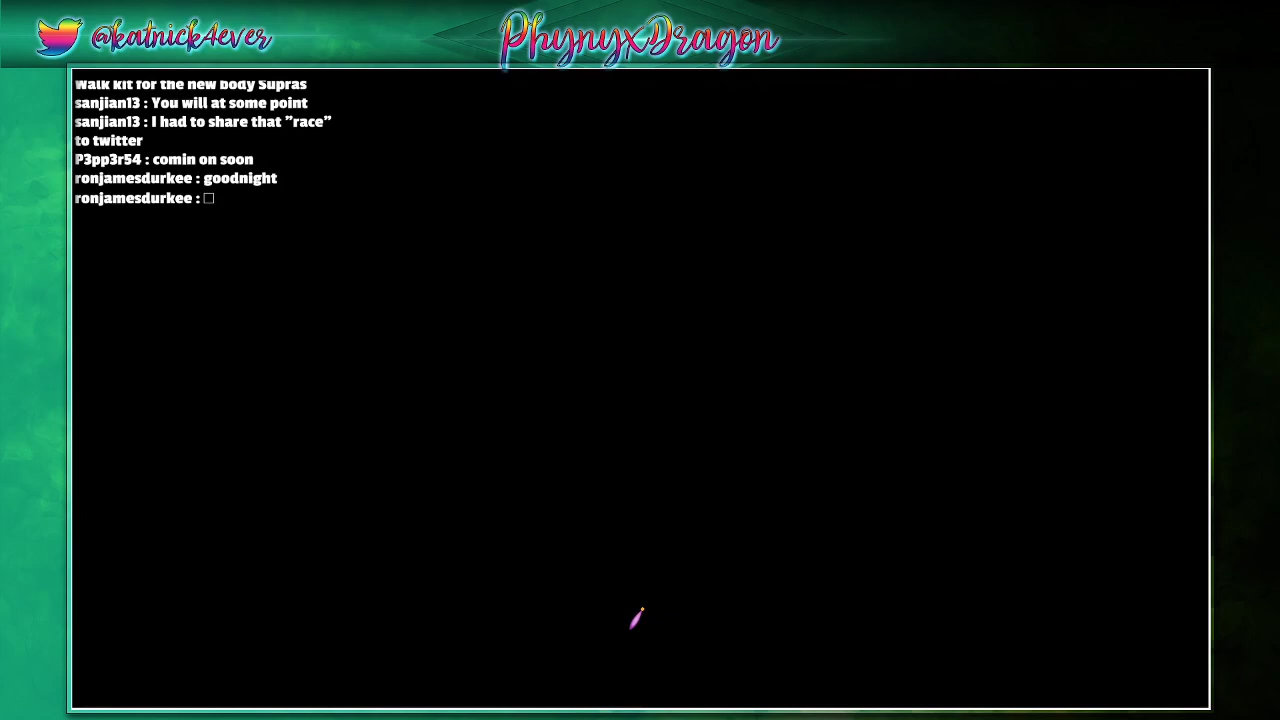 @katnick4ever
PhynyxDragon
Walk kit for the new body Supras
sanjian13 : You will at some point
sanjian13 : I had to share that "race"
to twitter
P3pp3r54 : comin on soon
ronjamesdurkee : goodnight
ronjamesdurkee : □